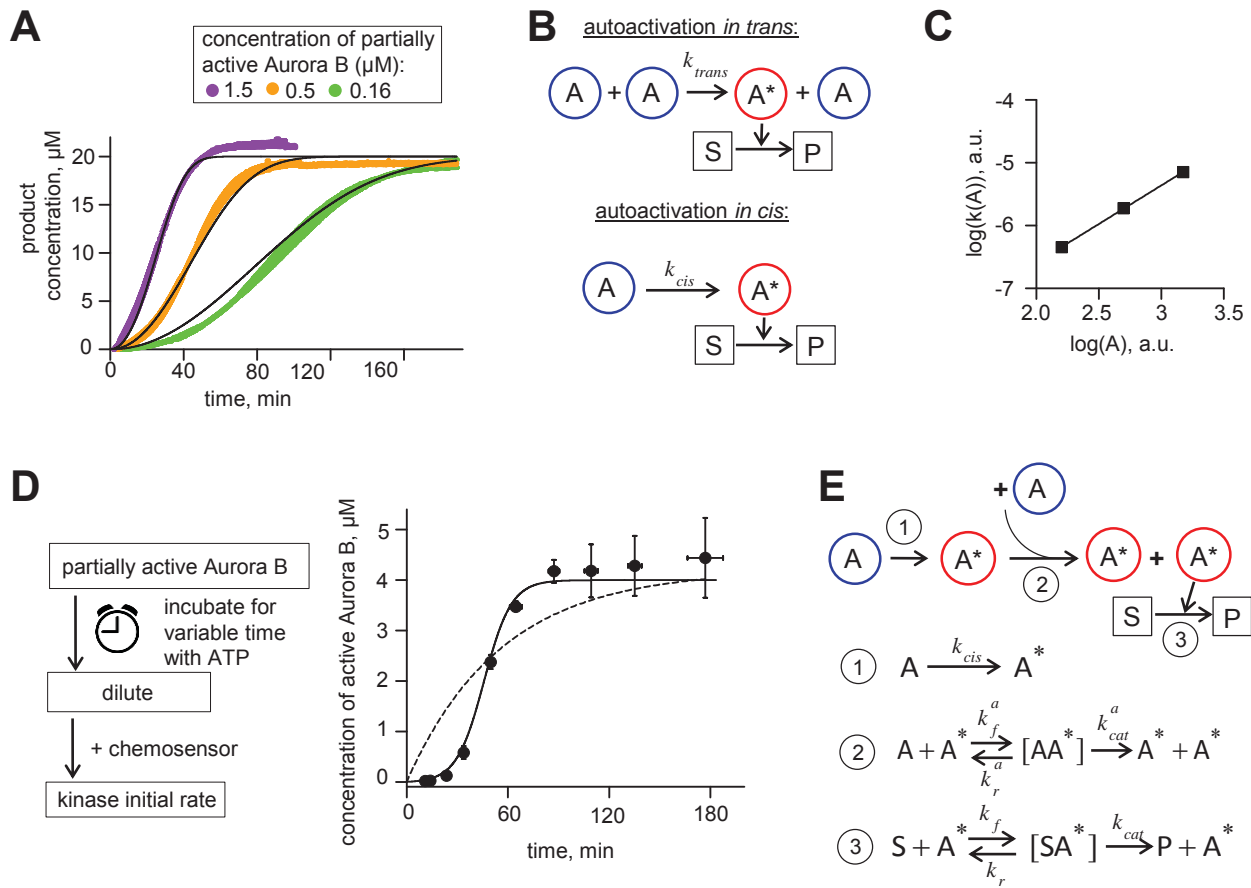 A
concentration of partially
active Aurora B (µM):
1.5 0.5 0.16
product
concentration, µM
20
15
10
5
0
0 40 80 120 160
time, min
B
autoactivation in trans:
A + A k_trans A* + A
S P
autoactivation in cis:
A k_cis A*
S P
C
log(k(A)), a.u.
-4
-5
-6
-7
2.0 2.5 3 3.5
log(A), a.u.
D
partially active Aurora B
incubate for
variable time
with ATP
dilute
+ chemosensor
kinase initial rate
concentration of active Aurora B, µM
5
4
3
2
1
0
0 60 120 180
time, min
E
+ A
A 1 A* 2 A* + A*
S 3 P
1 A k_cis A*
2 A + A* k_f^a k_r^a [AA*] k_cat^a A* + A*
3 S + A* k_f k_r [SA*] k_cat P + A*